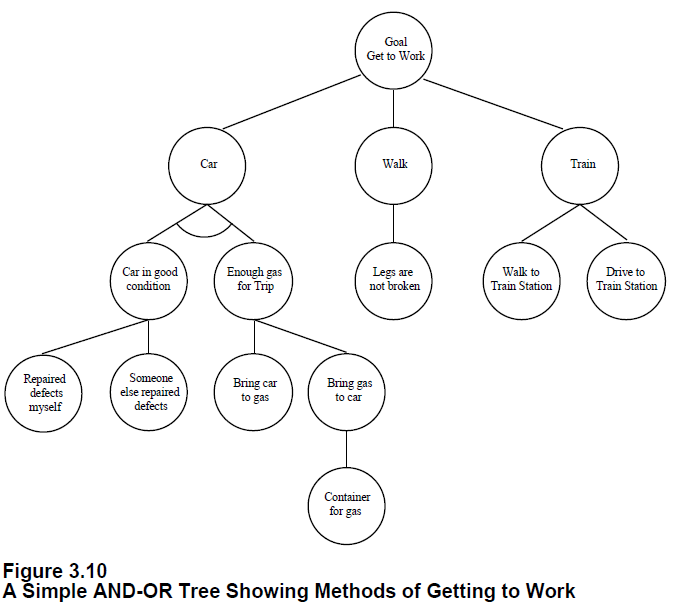 Goal
Get to Work
Car
Walk
Train
Car in good
condition
Enough gas
for Trip
Legs are
not broken
Walk to
Train Station
Drive to
Train Station
Repaired
defects
myself
Someone
else repaired
defects
Bring car
to gas
Bring gas
to car
Container
for gas
Figure 3.10
A Simple AND-OR Tree Showing Methods of Getting to Work